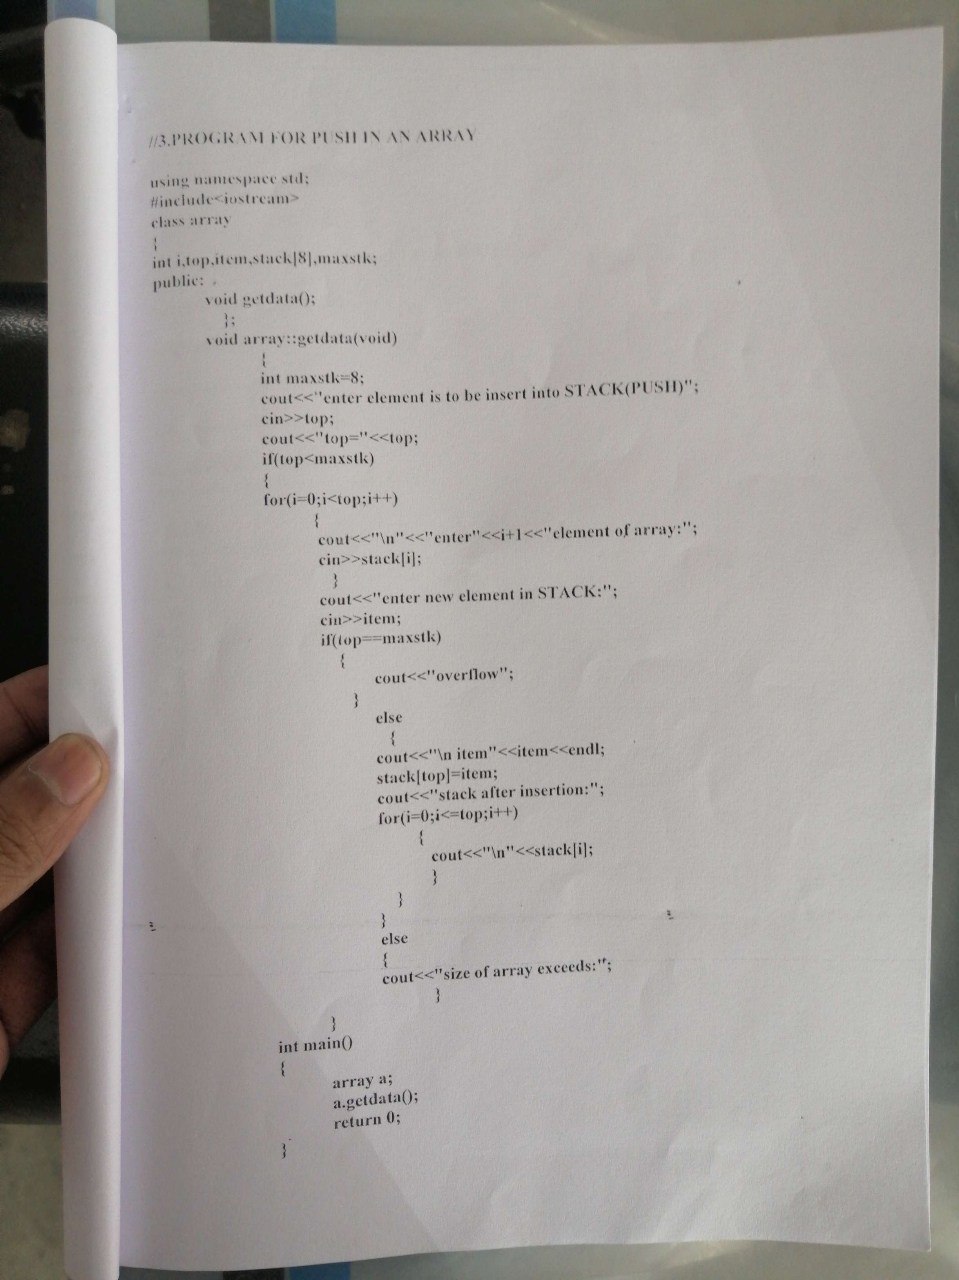 //3.PROGRAM FOR PUSH IN AN ARRAY
using namespace std;
#include<iostream>
class array
{
int i,top,item,stack[8],maxstk;
public:
void getdata();
};
void array::getdata(void)
{
int maxstk=8;
cout<<"enter element is to be insert into STACK(PUSH)";
cin>>top;
cout<<"top="<<top;
if(top<maxstk)
{
for(i=0;i<top;i++)
{
cout<<"\n"<<"enter"<<i+1<<"element of array:";
cin>>stack[i];
}
cout<<"enter new element in STACK:";
cin>>item;
if(top==maxstk)
{
cout<<"overflow";
}
else
{
cout<<"\n item"<<item<<endl;
stack[top]=item;
cout<<"stack after insertion:";
for(i=0;i<=top;i++)
{
cout<<"\n"<<stack[i];
}
}
}
else
{
cout<<"size of array exceeds:";
}
}
int main()
{
array a;
a.getdata();
return 0;
}